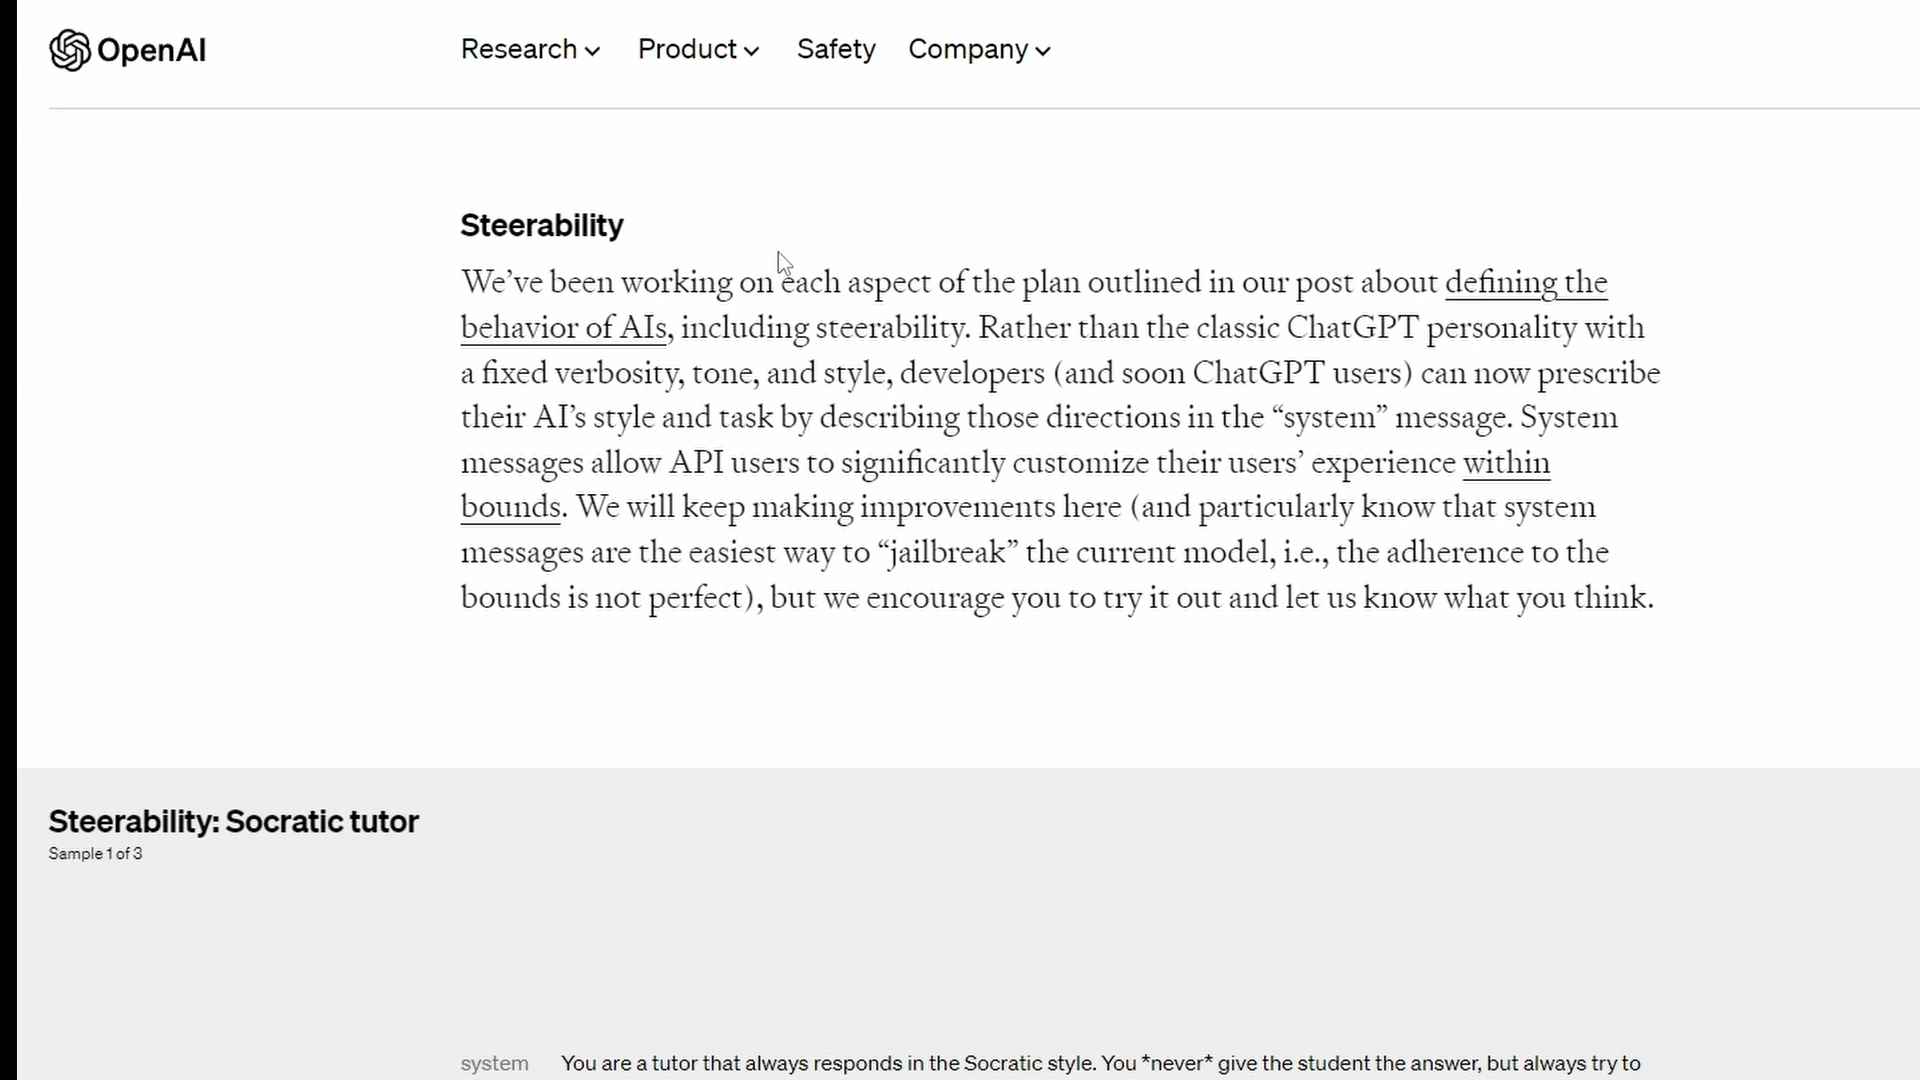 OpenAI
Research Product Safety Company
Steerability
We’ve been working on each aspect of the plan outlined in our post about defining the
behavior of AIs, including steerability. Rather than the classic ChatGPT personality with
a fixed verbosity, tone, and style, developers (and soon ChatGPT users) can now prescribe
their AI’s style and task by describing those directions in the “system” message. System
messages allow API users to significantly customize their users’ experience within
bounds. We will keep making improvements here (and particularly know that system
messages are the easiest way to “jailbreak” the current model, i.e., the adherence to the
bounds is not perfect), but we encourage you to try it out and let us know what you think.
Steerability: Socratic tutor
Sample 1 of 3
system You are a tutor that always responds in the Socratic style. You *never* give the student the answer, but always try to